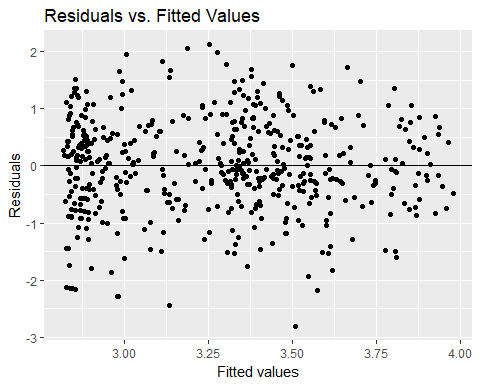 Residuals vs. Fitted Values
2
1
0
-1
-2
-3
Residuals
3.00 3.25 3.50 3.75 4.00
Fitted values